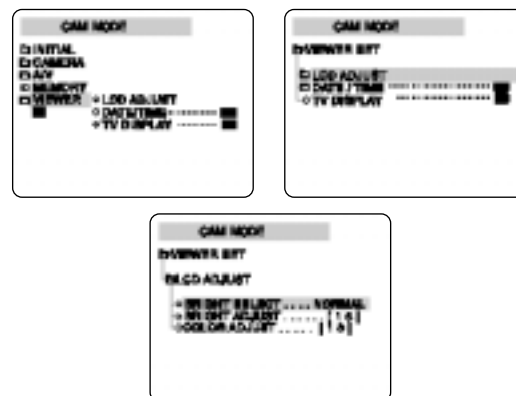 CAM MODE
INITIAL
CAMERA
A/V
MEMORY
VIEWER
LCD ADJUST
DATE/TIME
TV DISPLAY
CAM MODE
VIEWER SET
LCD ADJUST
DATE / TIME
TV DISPLAY
CAM MODE
VIEWER SET
LCD ADJUST
BRIGHT SELECT ..... NORMAL
BRIGHT ADJUST ......
COLOR ADJUST .....